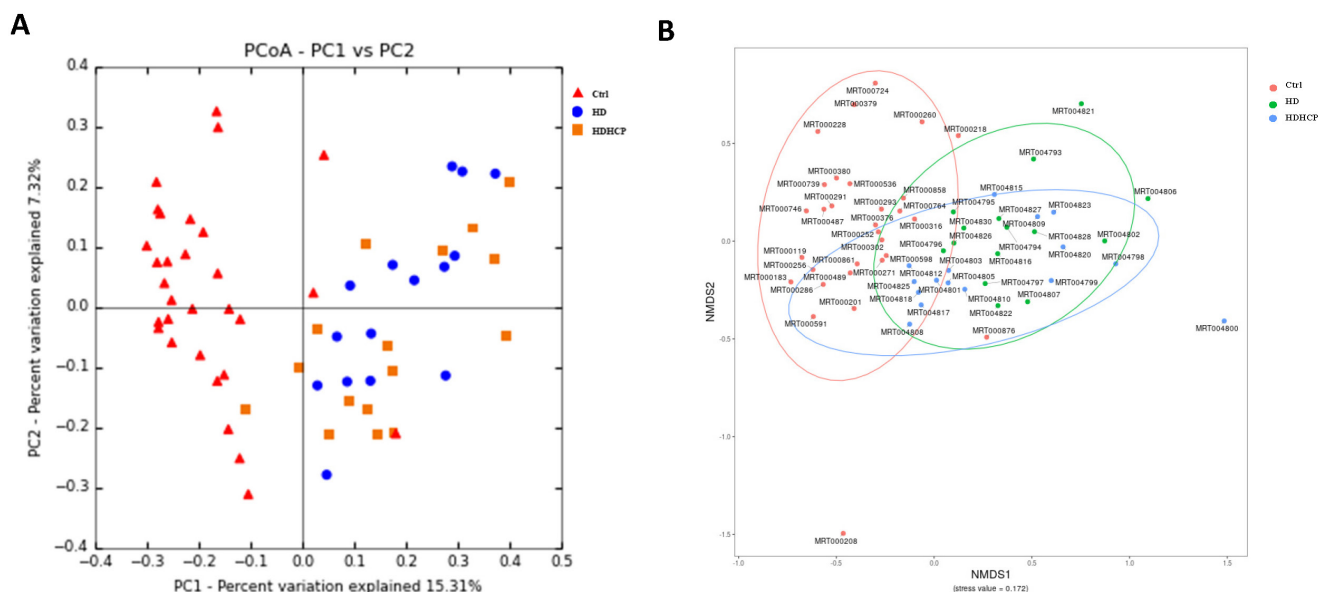 A
PCoA - PC1 vs PC2
0.4
0.3
0.2
0.1
0.0
−0.1
−0.2
−0.3
−0.4
−0.4 −0.3 −0.2 −0.1 0.0 0.1 0.2 0.3 0.4 0.5
PC1 - Percent variation explained 15.31%
PC2 - Percent variation explained 7.32%
Ctrl
HD
HDHCP
B
MRT000724
MRT000379
MRT004821
MRT000260
MRT000228
MRT000218
MRT004793
MRT000380
MRT000739
MRT000536
MRT000858
MRT004815
MRT004806
MRT000291
MRT000293
MRT000764
MRT004795
MRT004827
MRT004823
MRT000746
MRT000487
MRT000376
MRT000316
MRT004830
MRT004809
MRT000252
MRT004826
MRT004828
MRT004802
MRT000302
MRT004796
MRT004794
MRT000119
MRT004820
MRT000256
MRT000861
MRT000598
MRT004803
MRT004816
MRT004798
MRT000183
MRT000489
MRT000271
MRT004812
MRT004805
MRT004797
MRT004799
MRT000286
MRT004825
MRT004801
MRT000201
MRT004818
MRT004810
MRT004807
MRT000591
MRT004817
MRT004822
MRT004808
MRT000876
MRT004800
MRT000208
0.5
0.0
-0.5
-1.0
-1.5
-1.0 -0.5 0.0 0.5 1.0 1.5
NMDS1
(stress value = 0.172)
NMDS2
Ctrl
HD
HDHCP